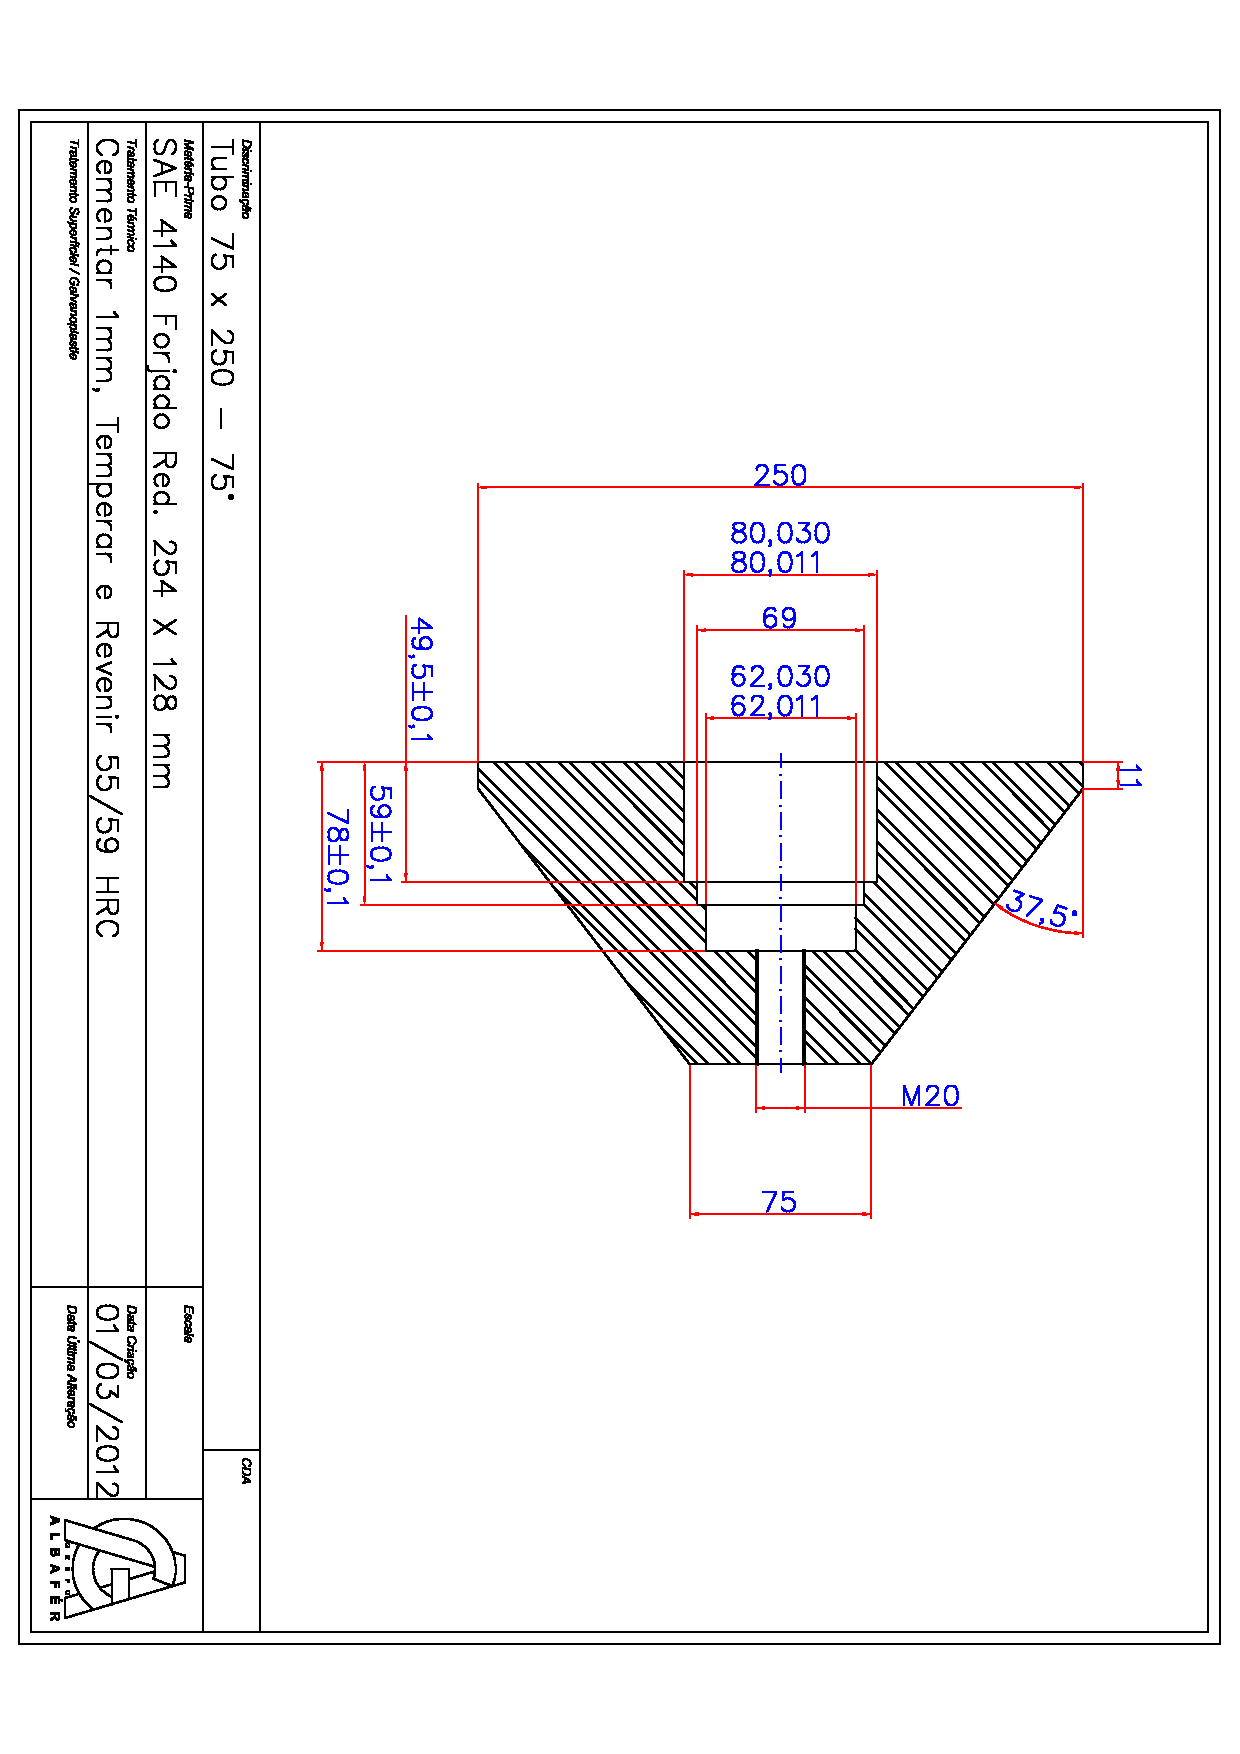 250
80,030
80,011
69
62,030
62,011
49,5±0,1
59±0,1
78±0,1
11
37,5°
M20
75
Discriminação
Tubo 75 x 250 - 75°
CDA
Matéria-Prima
SAE 4140 Forjado Red. 254 X 128 mm
Escala
Tratamento Térmico
Cementar 1mm, Temperar e Revenir 55/59 HRC
Data Criação
01/03/2012
Tratamento Superficial / Galvanoplastia
Data Última Alteração
ALBAFÉR